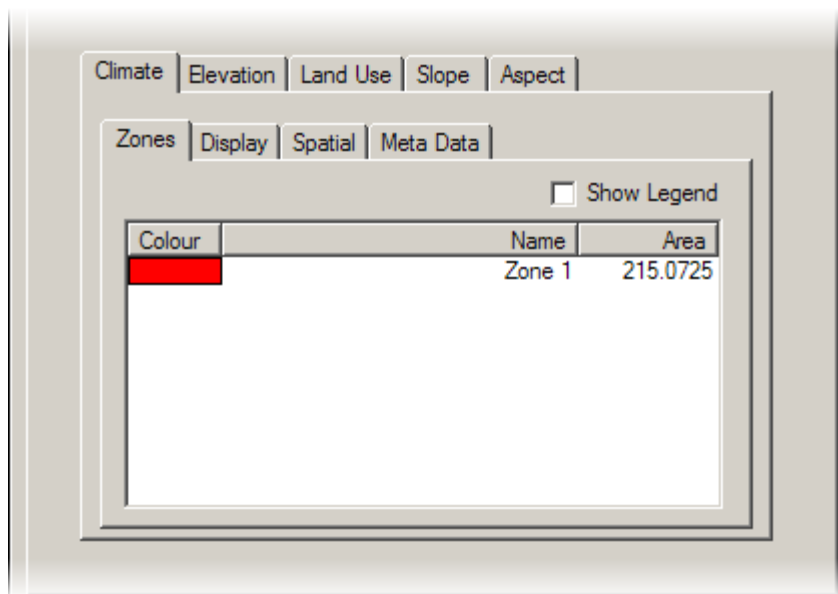 Climate Elevation Land Use Slope Aspect
Zones Display Spatial Meta Data
Show Legend
Colour Name Area
Zone 1 215.0725